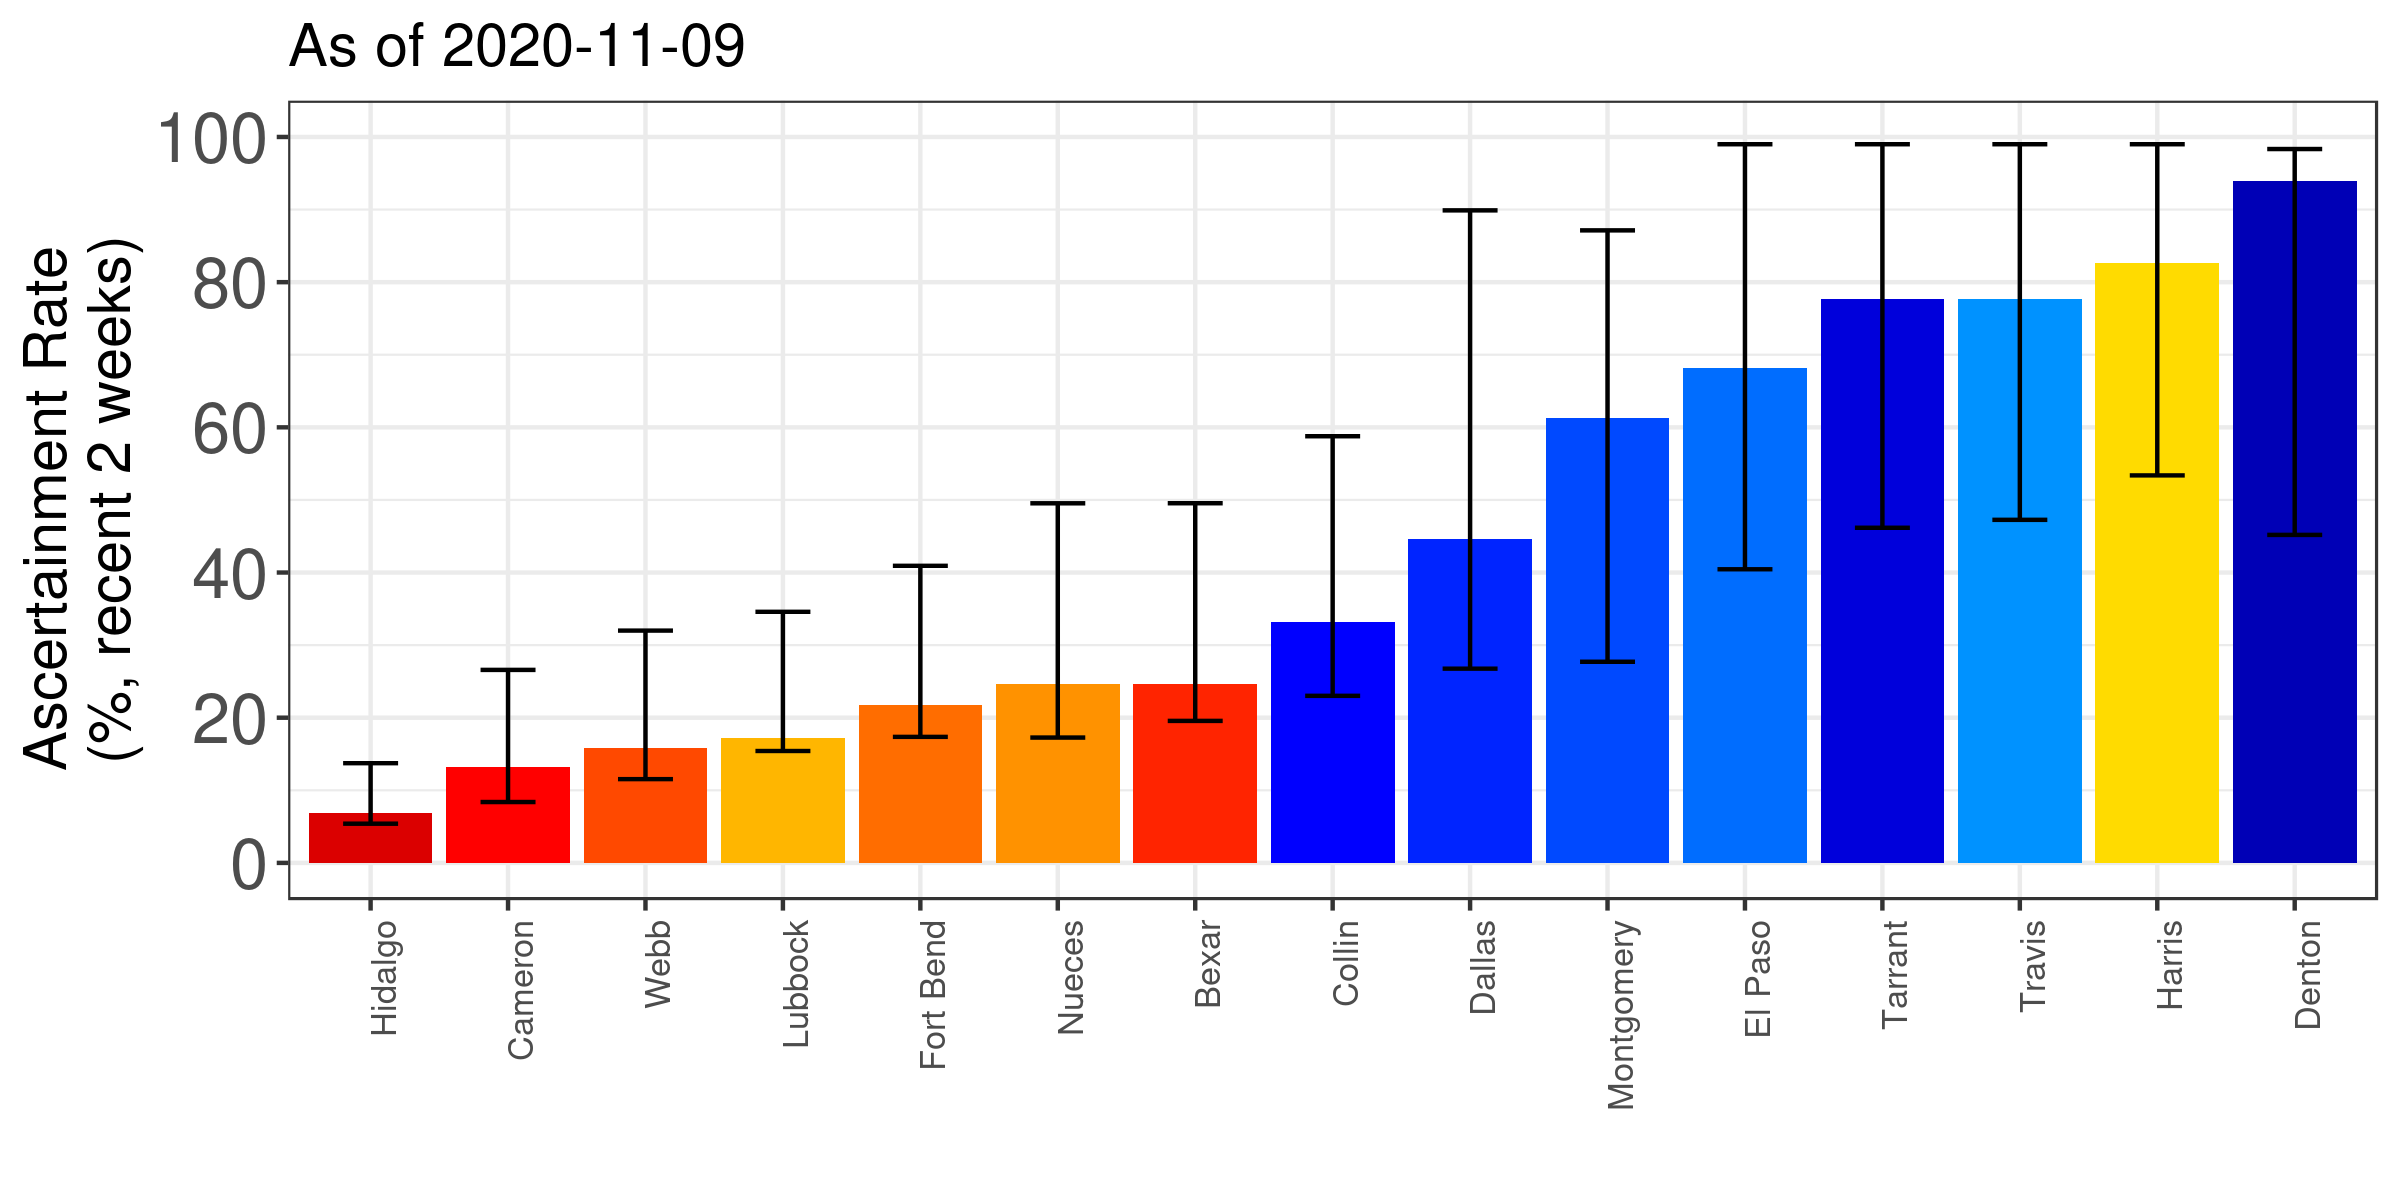 As of 2020-11-09
Ascertainment Rate
(%, recent 2 weeks)
100
80
60
40
20
0
Hidalgo
Cameron
Webb
Lubbock
Fort Bend
Nueces
Bexar
Collin
Dallas
Montgomery
El Paso
Tarrant
Travis
Harris
Denton